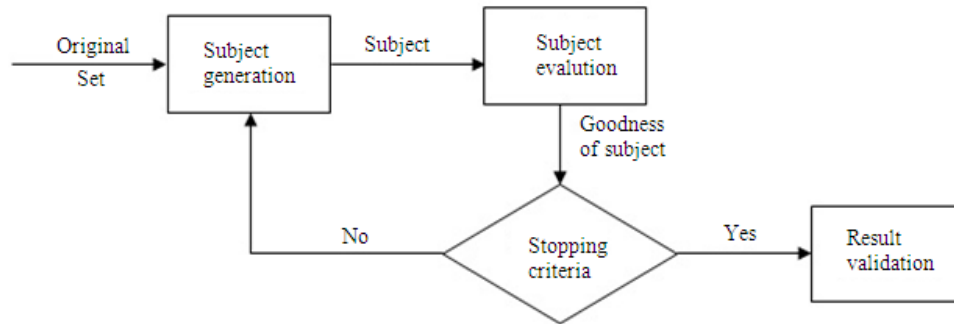 Original
Set
Subject
generation
Subject
Subject
evalution
Goodness
of subject
No
Stopping
criteria
Yes
Result
validation